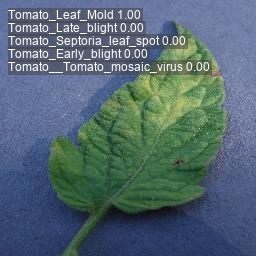 Tomato_Leaf_Mold 1.00
Tomato_Late_blight 0.00
Tomato_Septoria_leaf_spot 0.00
Tomato_Early_blight 0.00
Tomato__Tomato_mosaic_virus 0.00